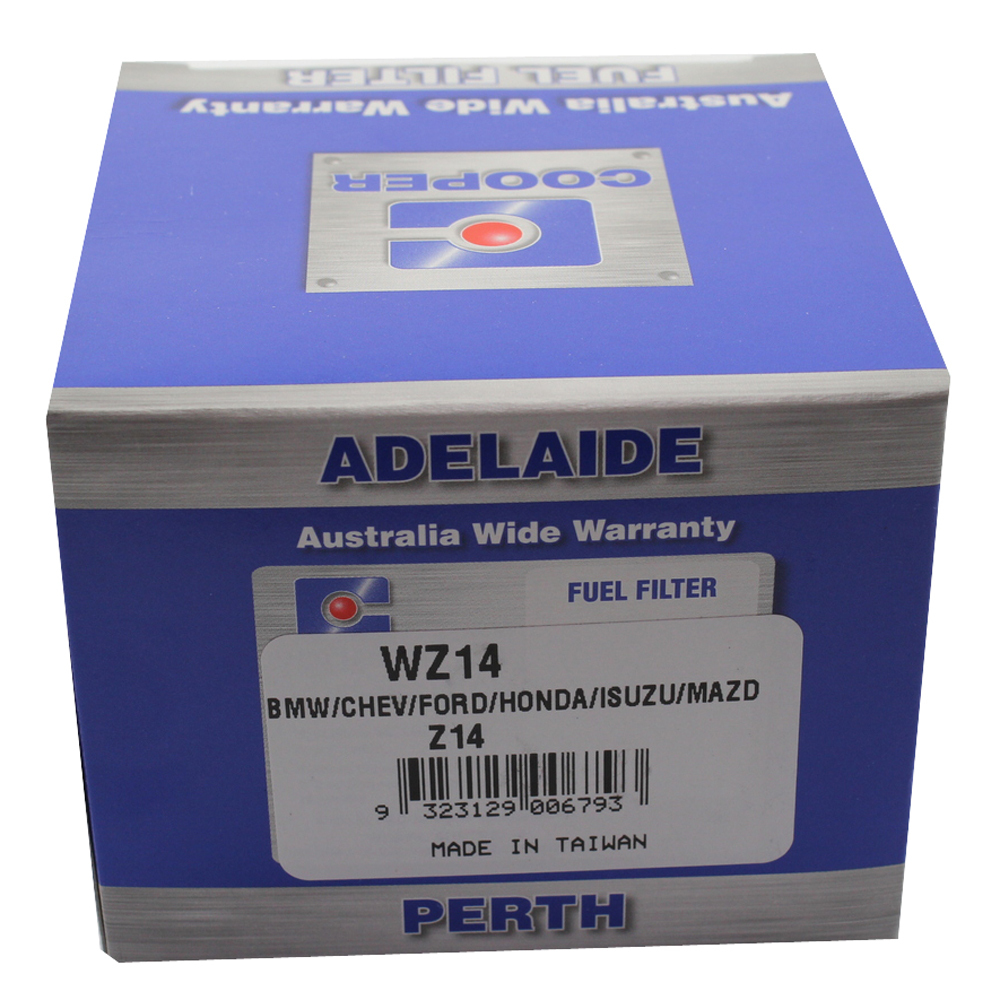 FUEL FILTER
Australia Wide Warranty
COOPER
ADELAIDE
Australia Wide Warranty
FUEL FILTER
WZ14
BMW/CHEV/FORD/HONDA/ISUZU/MAZD
Z14
9 323129 006793
MADE IN TAIWAN
PERTH